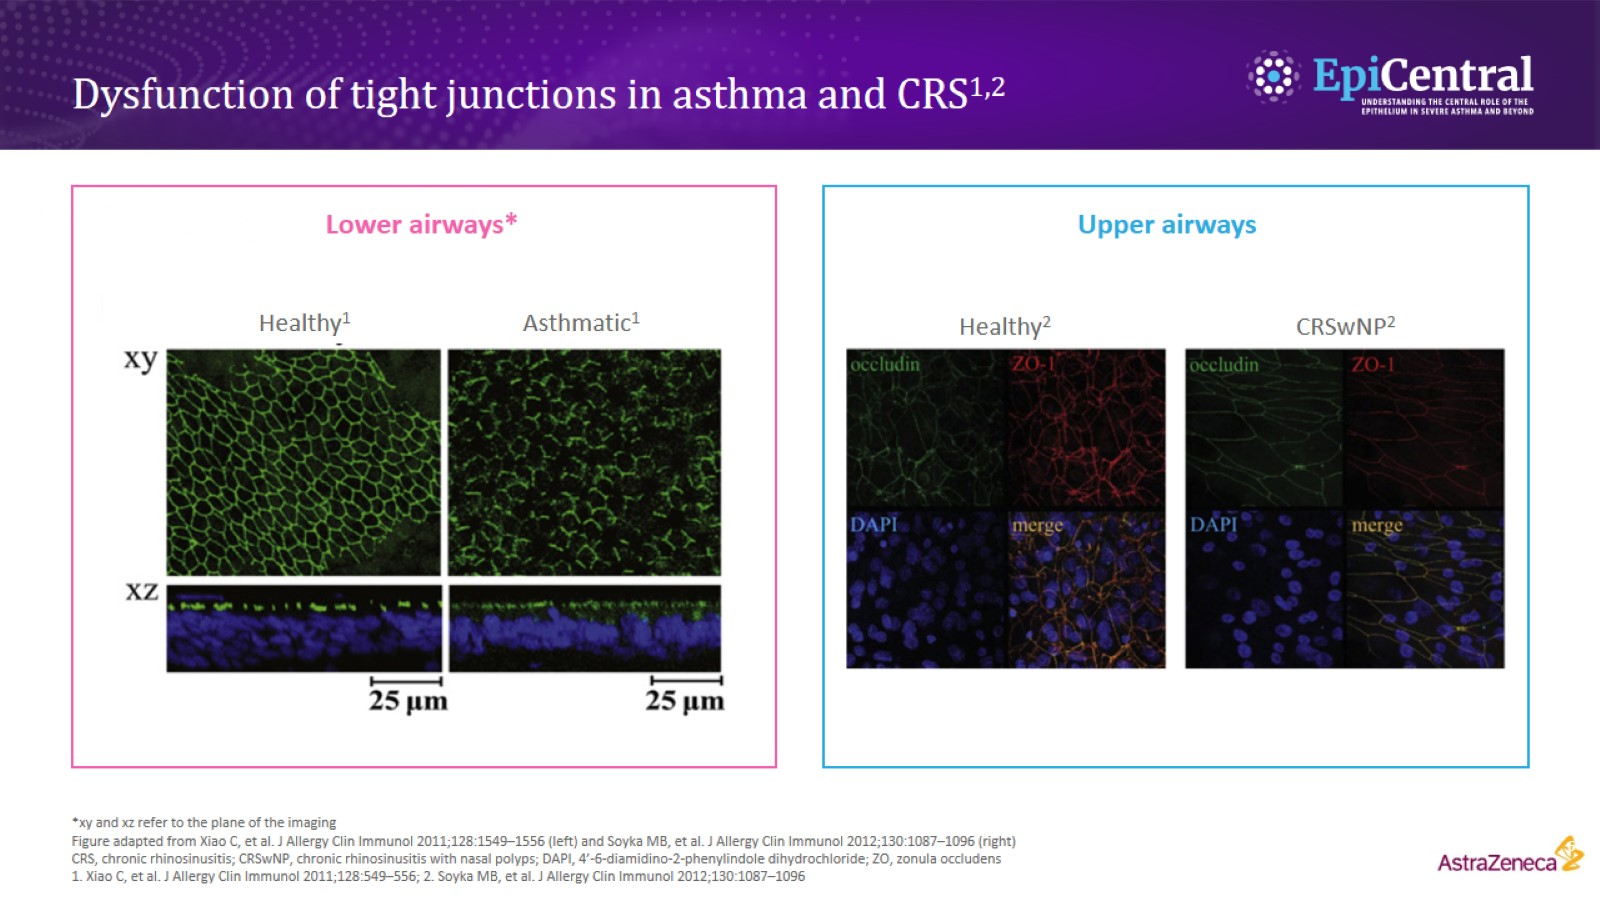 Dysfunction of tight junctions in asthma and CRS1,2
EpiCentral
UNDERSTANDING THE CENTRAL ROLE OF THE
EPITHELIUM IN SEVERE ASTHMA AND BEYOND
Lower airways*
Healthy1
Asthmatic1
xy
xz
25 µm
25 µm
Upper airways
Healthy2
CRSwNP2
occludin
ZO-1
occludin
ZO-1
DAPI
merge
DAPI
merge
*xy and xz refer to the plane of the imaging
Figure adapted from Xiao C, et al. J Allergy Clin Immunol 2011;128:1549–1556 (left) and Soyka MB, et al. J Allergy Clin Immunol 2012;130:1087–1096 (right)
CRS, chronic rhinosinusitis; CRSwNP, chronic rhinosinusitis with nasal polyps; DAPI, 4′-6-diamidino-2-phenylindole dihydrochloride; ZO, zonula occludens
1. Xiao C, et al. J Allergy Clin Immunol 2011;128:549–556; 2. Soyka MB, et al. J Allergy Clin Immunol 2012;130:1087–1096
AstraZeneca